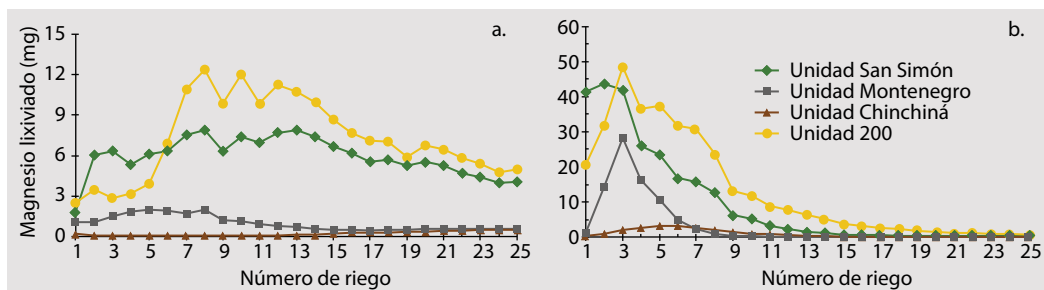 a.
Magnesio lixiviado (mg)
15
12
9
6
3
0
1 3 5 7 9 11 13 15 17 19 21 23 25
Número de riego
b.
60
50
40
30
20
10
0
Unidad San Simón
Unidad Montenegro
Unidad Chinchiná
Unidad 200
1 3 5 7 9 11 13 15 17 19 21 23 25
Número de riego